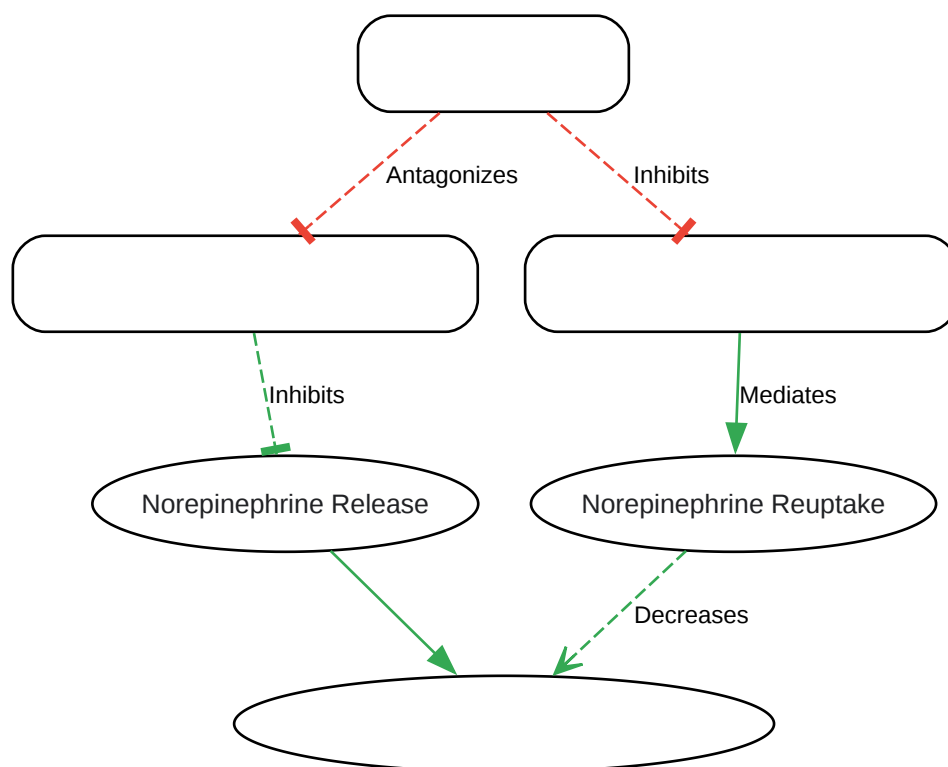 Antagonizes
Inhibits
Inhibits
Mediates
Norepinephrine Release
Norepinephrine Reuptake
Decreases